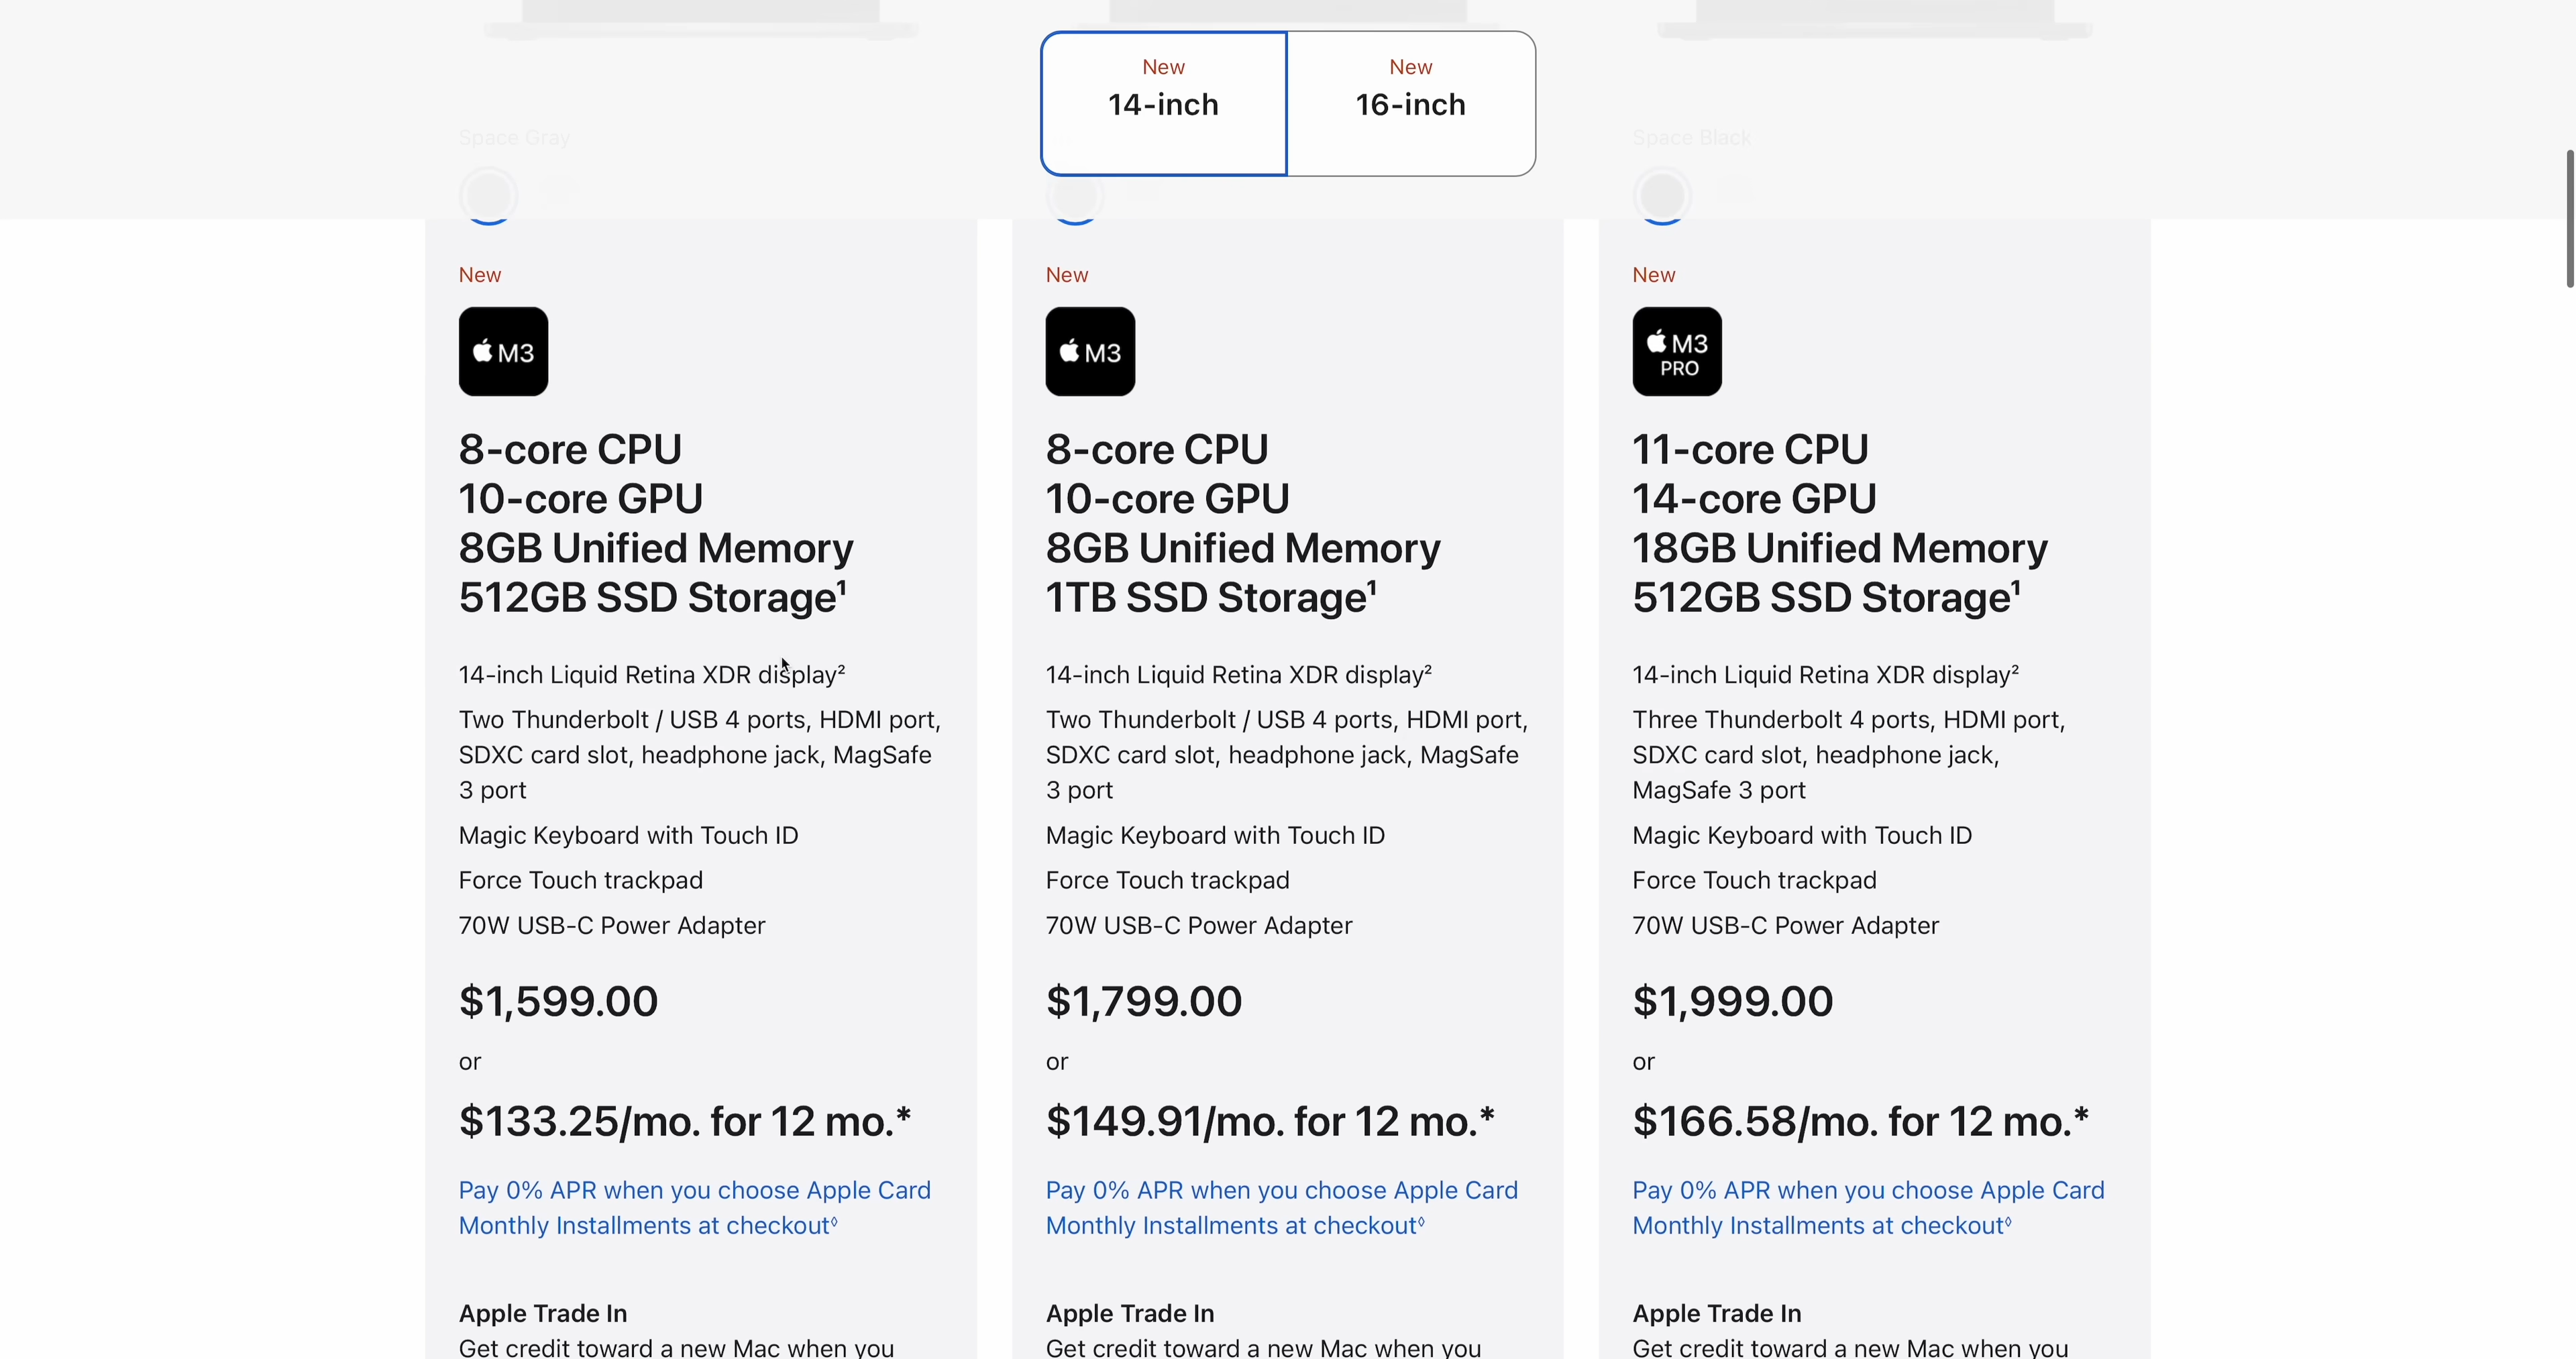 New
14-inch
New
16-inch
Space Gray
Space Black
New
M3
8-core CPU
10-core GPU
8GB Unified Memory
512GB SSD Storage¹
14-inch Liquid Retina XDR display²
Two Thunderbolt / USB 4 ports, HDMI port,
SDXC card slot, headphone jack, MagSafe
3 port
Magic Keyboard with Touch ID
Force Touch trackpad
70W USB-C Power Adapter
$1,599.00
or
$133.25/mo. for 12 mo.*
Pay 0% APR when you choose Apple Card
Monthly Installments at checkout◊
Apple Trade In
Get credit toward a new Mac when you
New
M3
8-core CPU
10-core GPU
8GB Unified Memory
1TB SSD Storage¹
14-inch Liquid Retina XDR display²
Two Thunderbolt / USB 4 ports, HDMI port,
SDXC card slot, headphone jack, MagSafe
3 port
Magic Keyboard with Touch ID
Force Touch trackpad
70W USB-C Power Adapter
$1,799.00
or
$149.91/mo. for 12 mo.*
Pay 0% APR when you choose Apple Card
Monthly Installments at checkout◊
Apple Trade In
Get credit toward a new Mac when you
New
M3
PRO
11-core CPU
14-core GPU
18GB Unified Memory
512GB SSD Storage¹
14-inch Liquid Retina XDR display²
Three Thunderbolt 4 ports, HDMI port,
SDXC card slot, headphone jack,
MagSafe 3 port
Magic Keyboard with Touch ID
Force Touch trackpad
70W USB-C Power Adapter
$1,999.00
or
$166.58/mo. for 12 mo.*
Pay 0% APR when you choose Apple Card
Monthly Installments at checkout◊
Apple Trade In
Get credit toward a new Mac when you